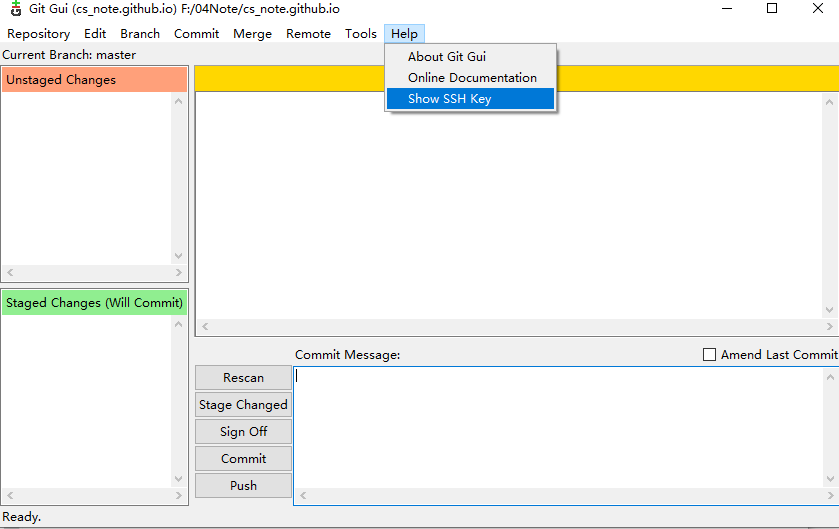 Git Gui (cs_note.github.io) F:/04Note/cs_note.github.io
Repository Edit Branch Commit Merge Remote Tools Help
Current Branch: master
About Git Gui
Online Documentation
Show SSH Key
Unstaged Changes
Staged Changes (Will Commit)
Commit Message:
Amend Last Commit
Rescan
Stage Changed
Sign Off
Commit
Push
Ready.